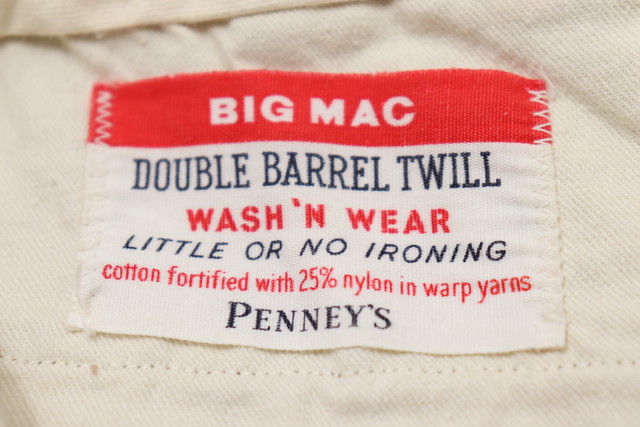 BIG MAC
DOUBLE BARREL TWILL
WASH'N WEAR
LITTLE OR NO IRONING
cotton fortified with 25% nylon in warp yarns
PENNEY'S